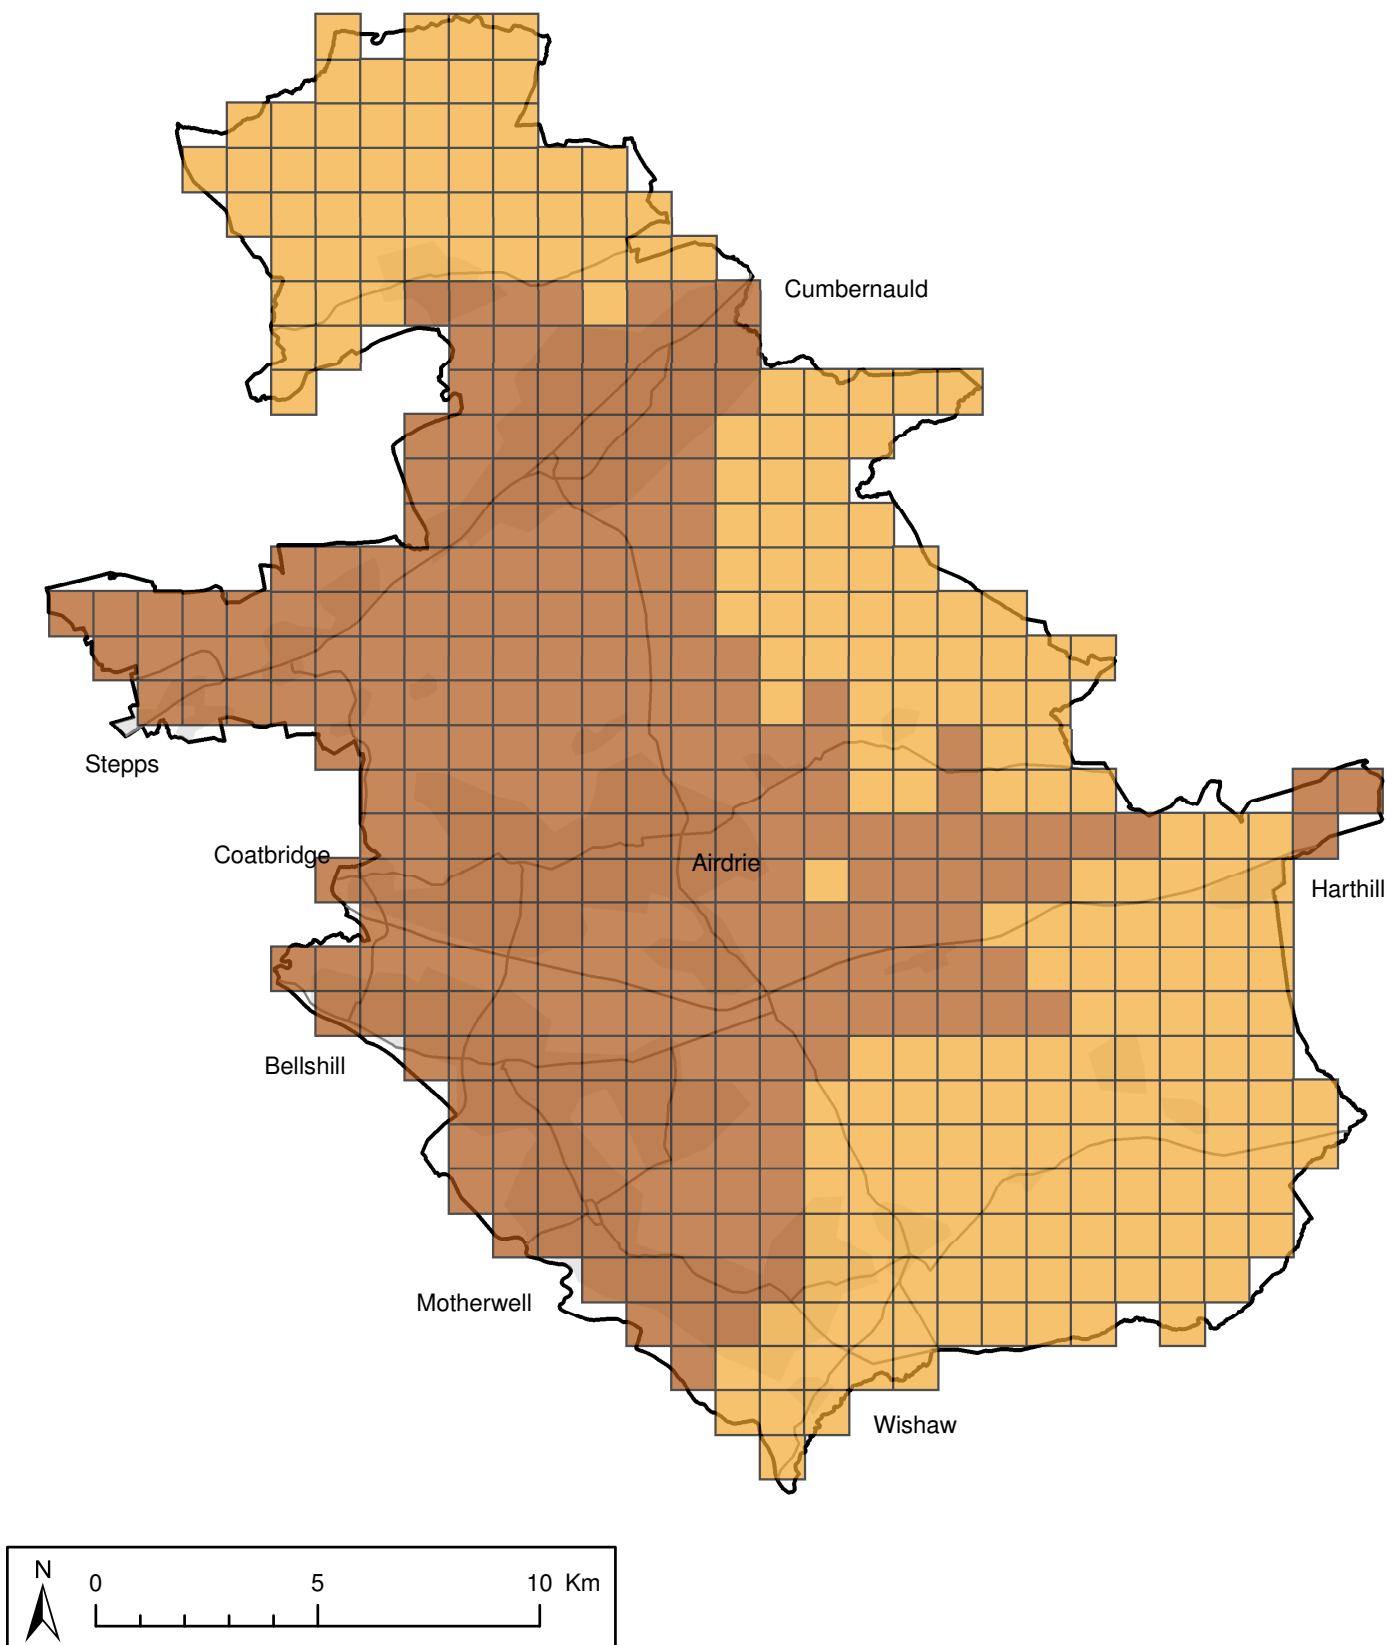 Cumbernauld
Stepps
Coatbridge
Airdrie
Harthill
Bellshill
Motherwell
Wishaw
N
0 5 10 Km